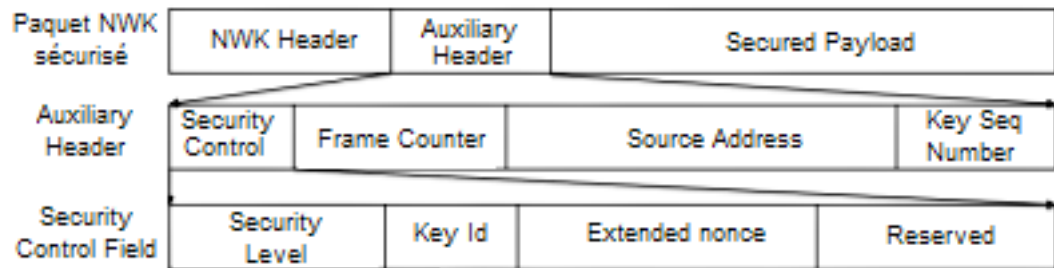 Paquet NWK
sécurisé
NWK Header
Auxiliary
Header
Secured Payload
Auxiliary
Header
Security
Control
Frame Counter
Source Address
Key Seq
Number
Security
Control Field
Security
Level
Key Id
Extended nonce
Reserved